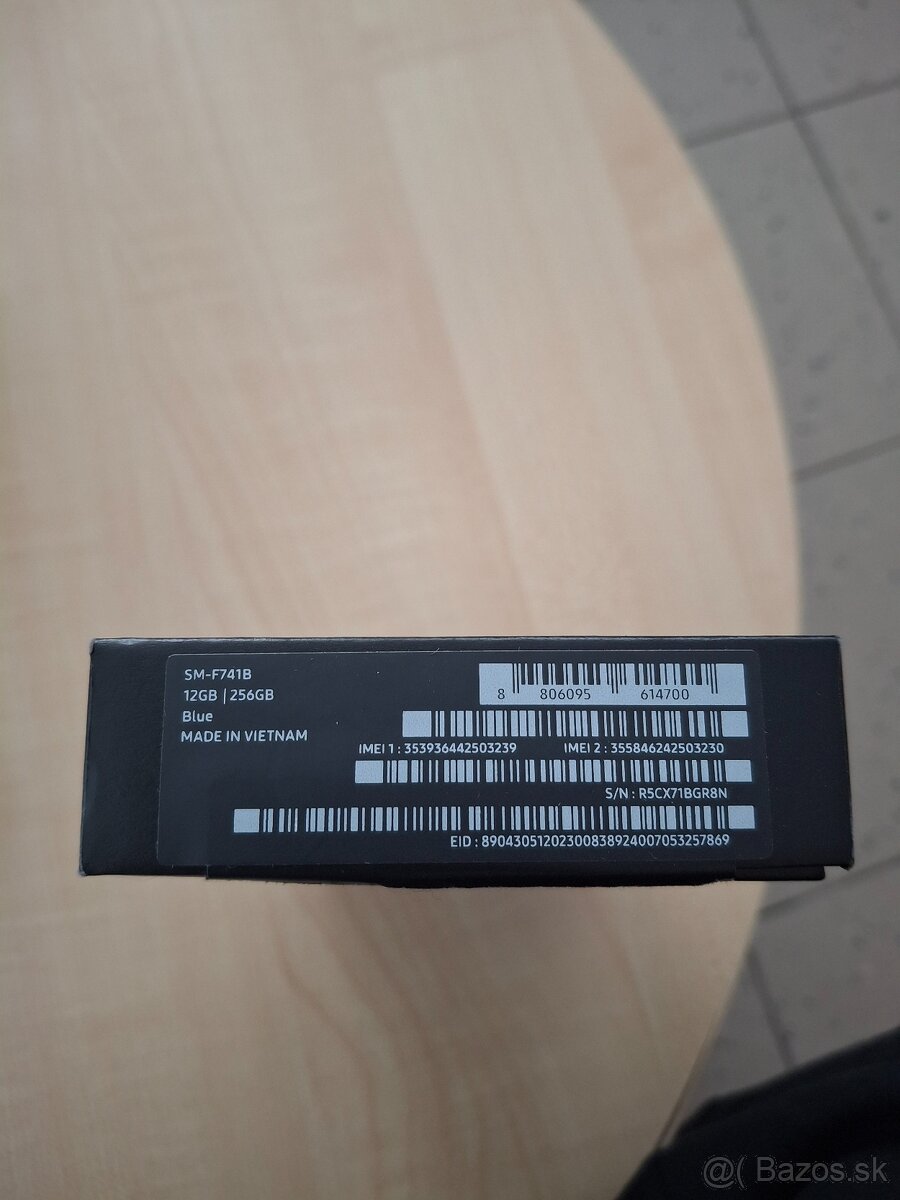 SM-F741B
12GB | 256GB
Blue
MADE IN VIETNAM
8 806095 614700
IMEI 1 : 353936442503239 IMEI 2 : 355846242503230
S/N : R5CX71BGR8N
EID : 89043051202300838924007053257869
@( Bazos.sk